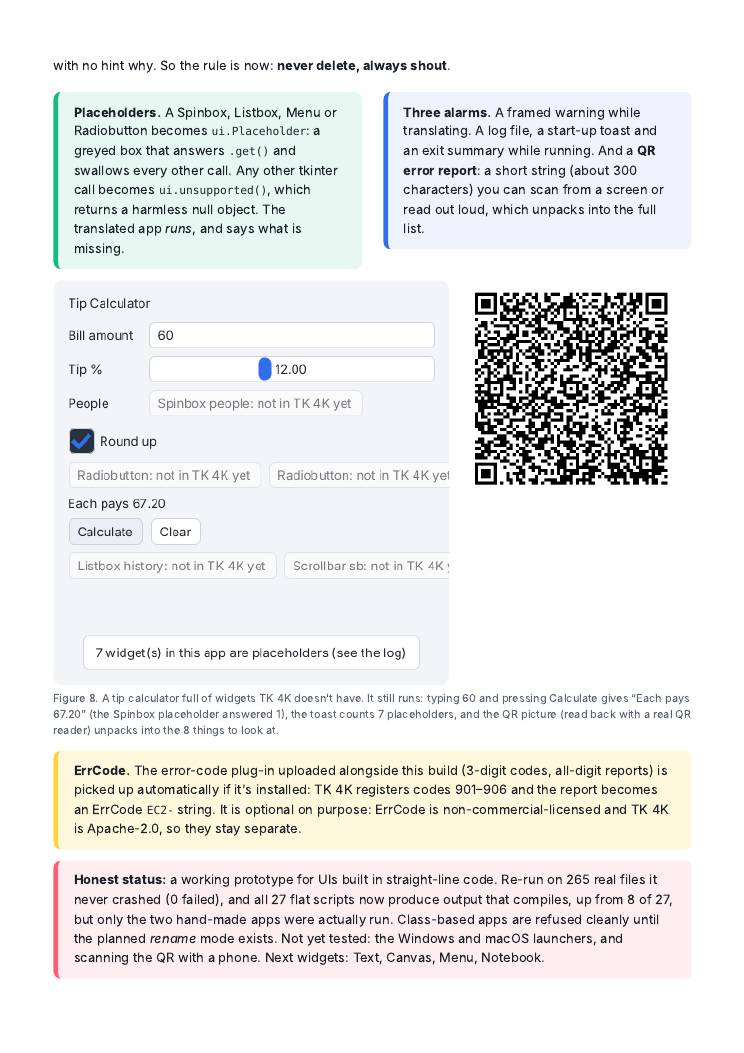 with no hint why. So the rule is now: never delete, always shout.
Placeholders. A Spinbox, Listbox, Menu or
Radiobutton becomes ui.Placeholder: a
greyed box that answers .get() and
swallows every other call. Any other tkinter
call becomes ui.unsupported(), which
returns a harmless null object. The
translated app runs, and says what is
missing.
Three alarms. A framed warning while
translating. A log file, a start-up toast and
an exit summary while running. And a QR
error report: a short string (about 300
characters) you can scan from a screen or
read out loud, which unpacks into the full
list.
Tip Calculator
Bill amount 60
Tip % 12.00
People Spinbox people: not in TK 4K yet
Round up
Radiobutton: not in TK 4K yet Radiobutton: not in TK 4K yet
Each pays 67.20
Calculate Clear
Listbox history: not in TK 4K yet Scrollbar sb: not in TK 4K y
7 widget(s) in this app are placeholders (see the log)
Figure 8. A tip calculator full of widgets TK 4K doesn't have. It still runs: typing 60 and pressing Calculate gives “Each pays
67.20” (the Spinbox placeholder answered 1), the toast counts 7 placeholders, and the QR picture (read back with a real QR
reader) unpacks into the 8 things to look at.
ErrCode. The error-code plug-in uploaded alongside this build (3-digit codes, all-digit reports) is
picked up automatically if it's installed: TK 4K registers codes 901–906 and the report becomes
an ErrCode EC2- string. It is optional on purpose: ErrCode is non-commercial-licensed and TK 4K
is Apache-2.0, so they stay separate.
Honest status: a working prototype for UIs built in straight-line code. Re-run on 265 real files it
never crashed (0 failed), and all 27 flat scripts now produce output that compiles, up from 8 of 27,
but only the two hand-made apps were actually run. Class-based apps are refused cleanly until
the planned rename mode exists. Not yet tested: the Windows and macOS launchers, and
scanning the QR with a phone. Next widgets: Text, Canvas, Menu, Notebook.